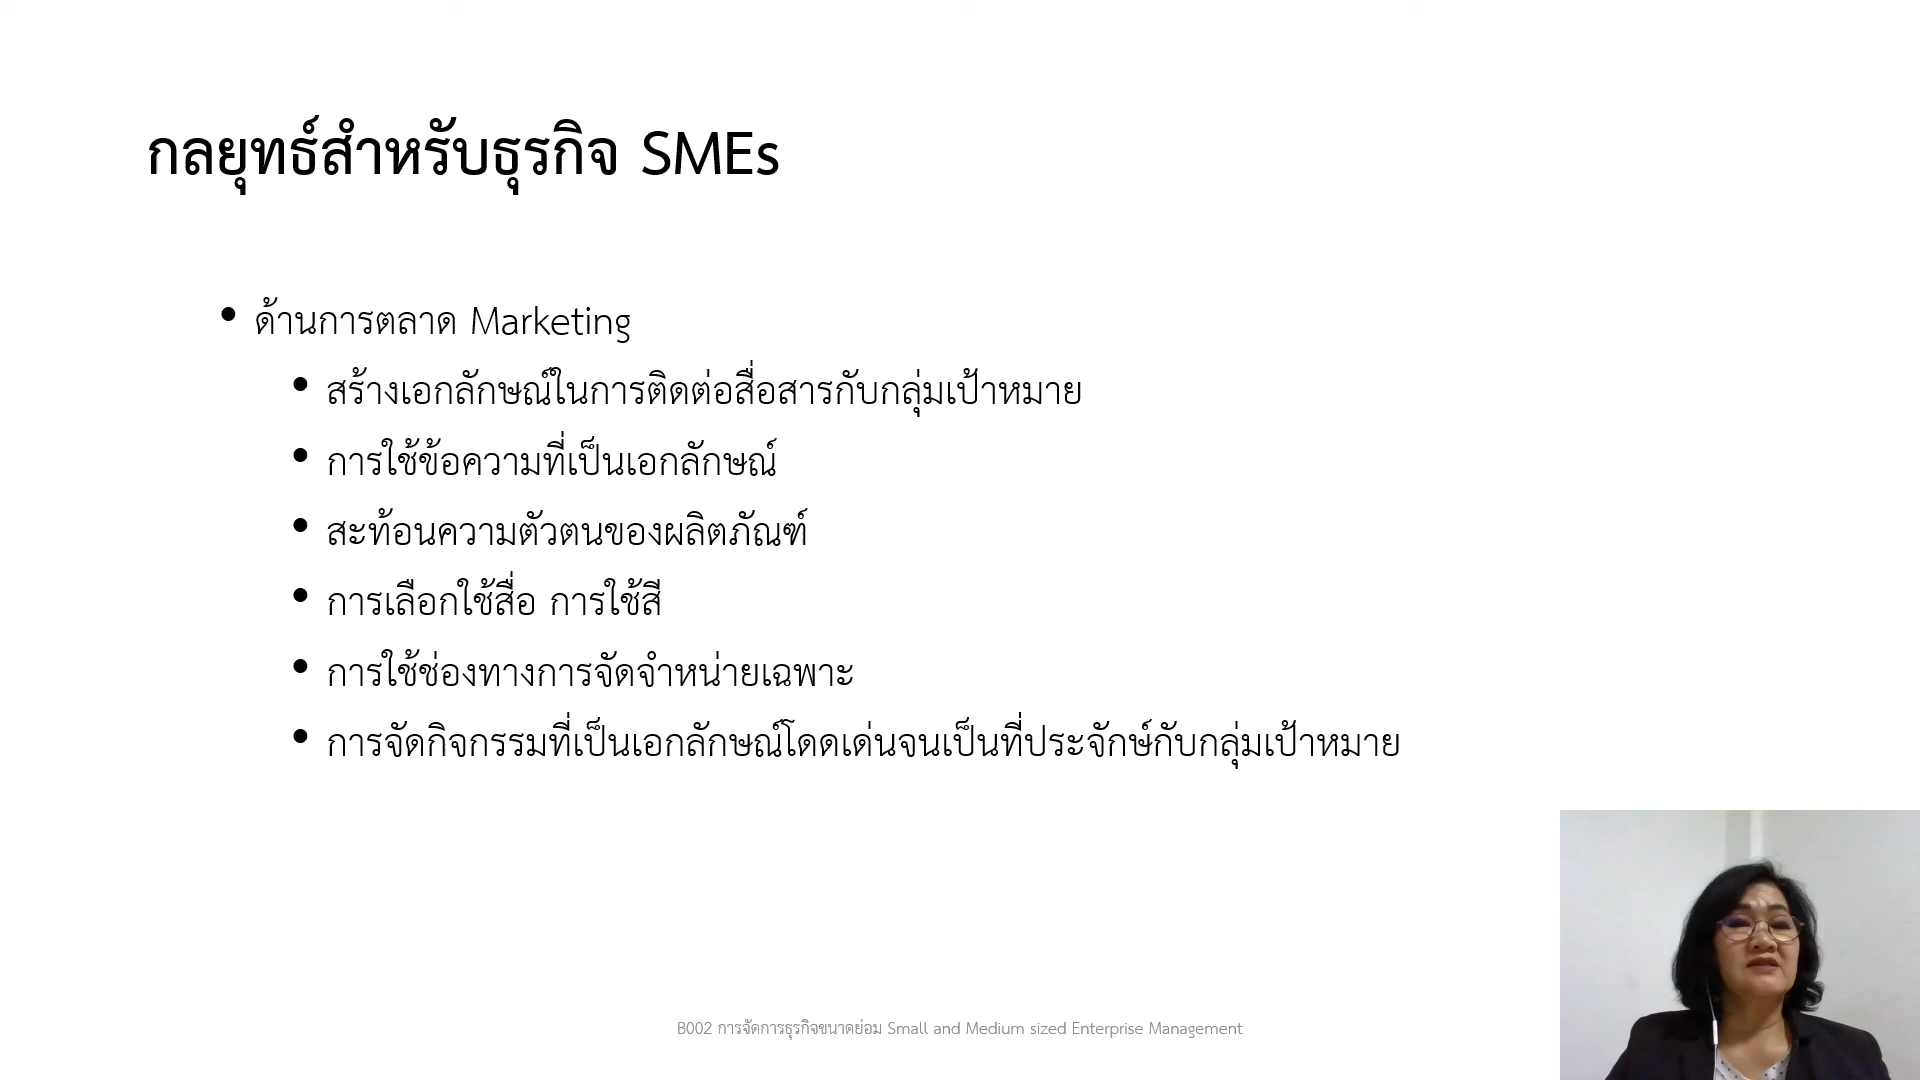 กลยุทธ์สำหรับธุรกิจ SMEs
• ด้านการตลาด Marketing
• สร้างเอกลักษณ์ในการติดต่อสื่อสารกับกลุ่มเป้าหมาย
• การใช้ข้อความที่เป็นเอกลักษณ์
• สะท้อนความตัวตนของผลิตภัณฑ์
• การเลือกใช้สื่อ การใช้สี
• การใช้ช่องทางการจัดจำหน่ายเฉพาะ
• การจัดกิจกรรมที่เป็นเอกลักษณ์โดดเด่นจนเป็นที่ประจักษ์กับกลุ่มเป้าหมาย
B002 การจัดการธุรกิจขนาดย่อม Small and Medium sized Enterprise Management